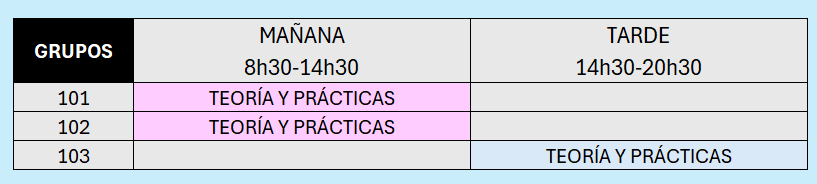 GRUPOS
MAÑANA
8h30-14h30
TARDE
14h30-20h30
101
TEORÍA Y PRÁCTICAS
102
TEORÍA Y PRÁCTICAS
103
TEORÍA Y PRÁCTICAS